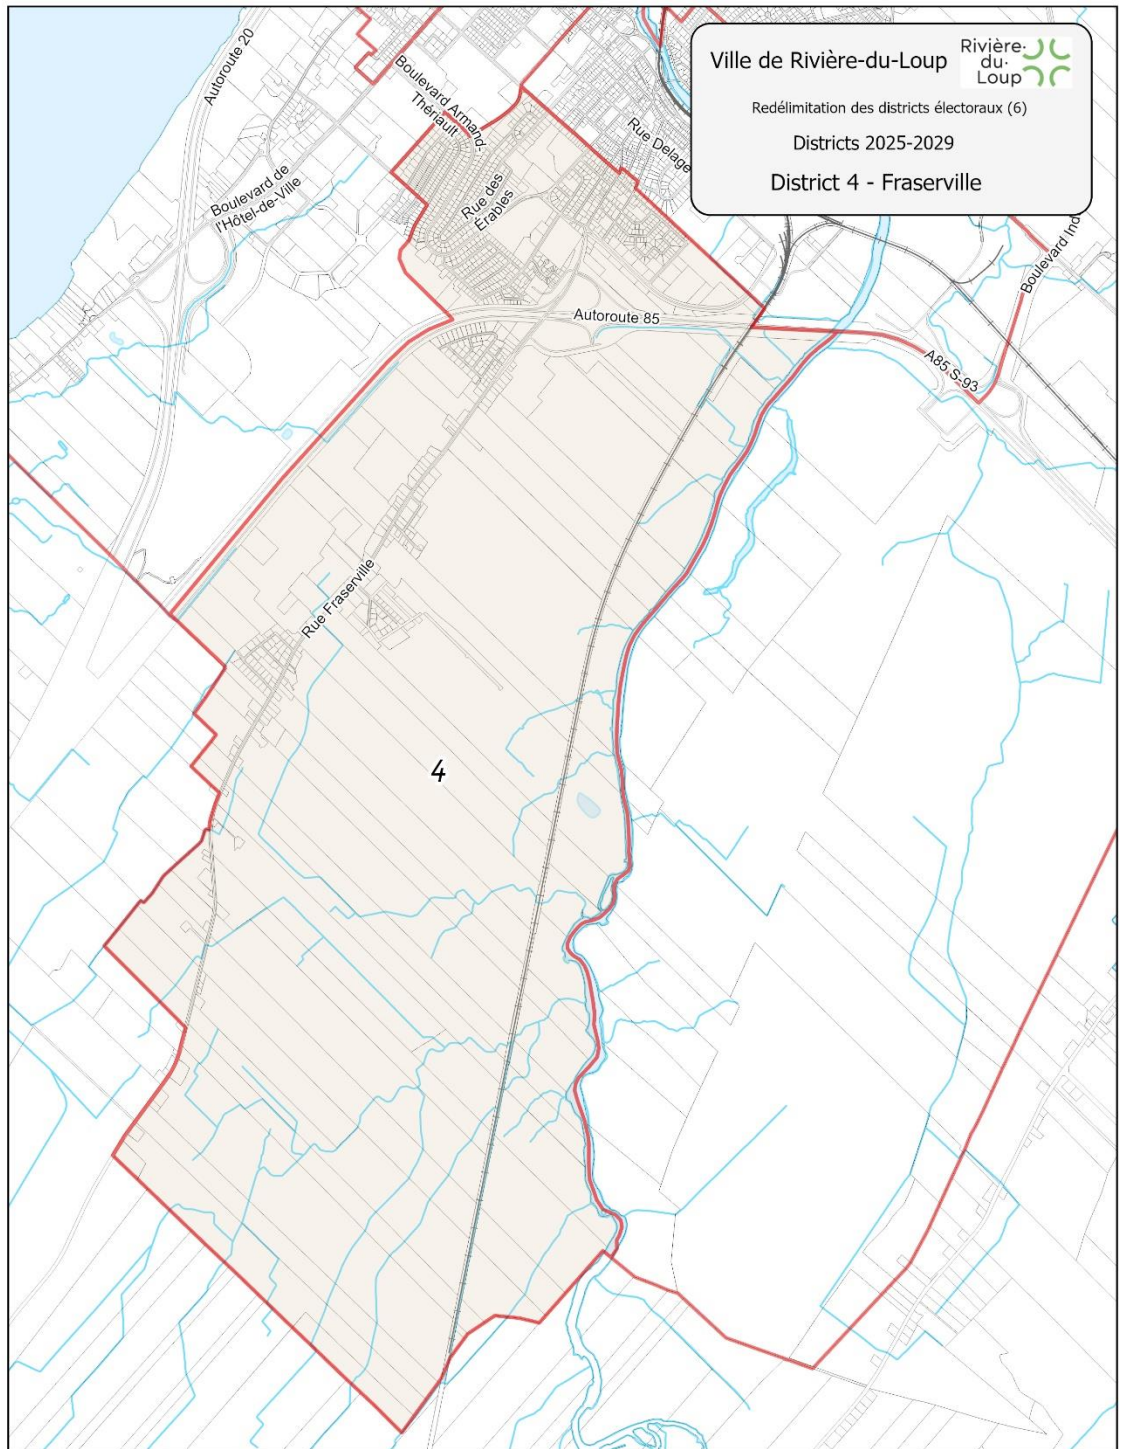 Ville de Rivière-du-Loup
Rivière-
du-
Loup
Redélimitation des districts électoraux (6)
Districts 2025-2029
District 4 - Fraserville
Autoroute 20
Boulevard Armand-
Thériault
Rue Delage
Boulevard de
l'Hôtel-de-Ville
Rue des
Érables
Boulevard Ind
Autoroute 85
A85 S-93
Rue Fraserville
4